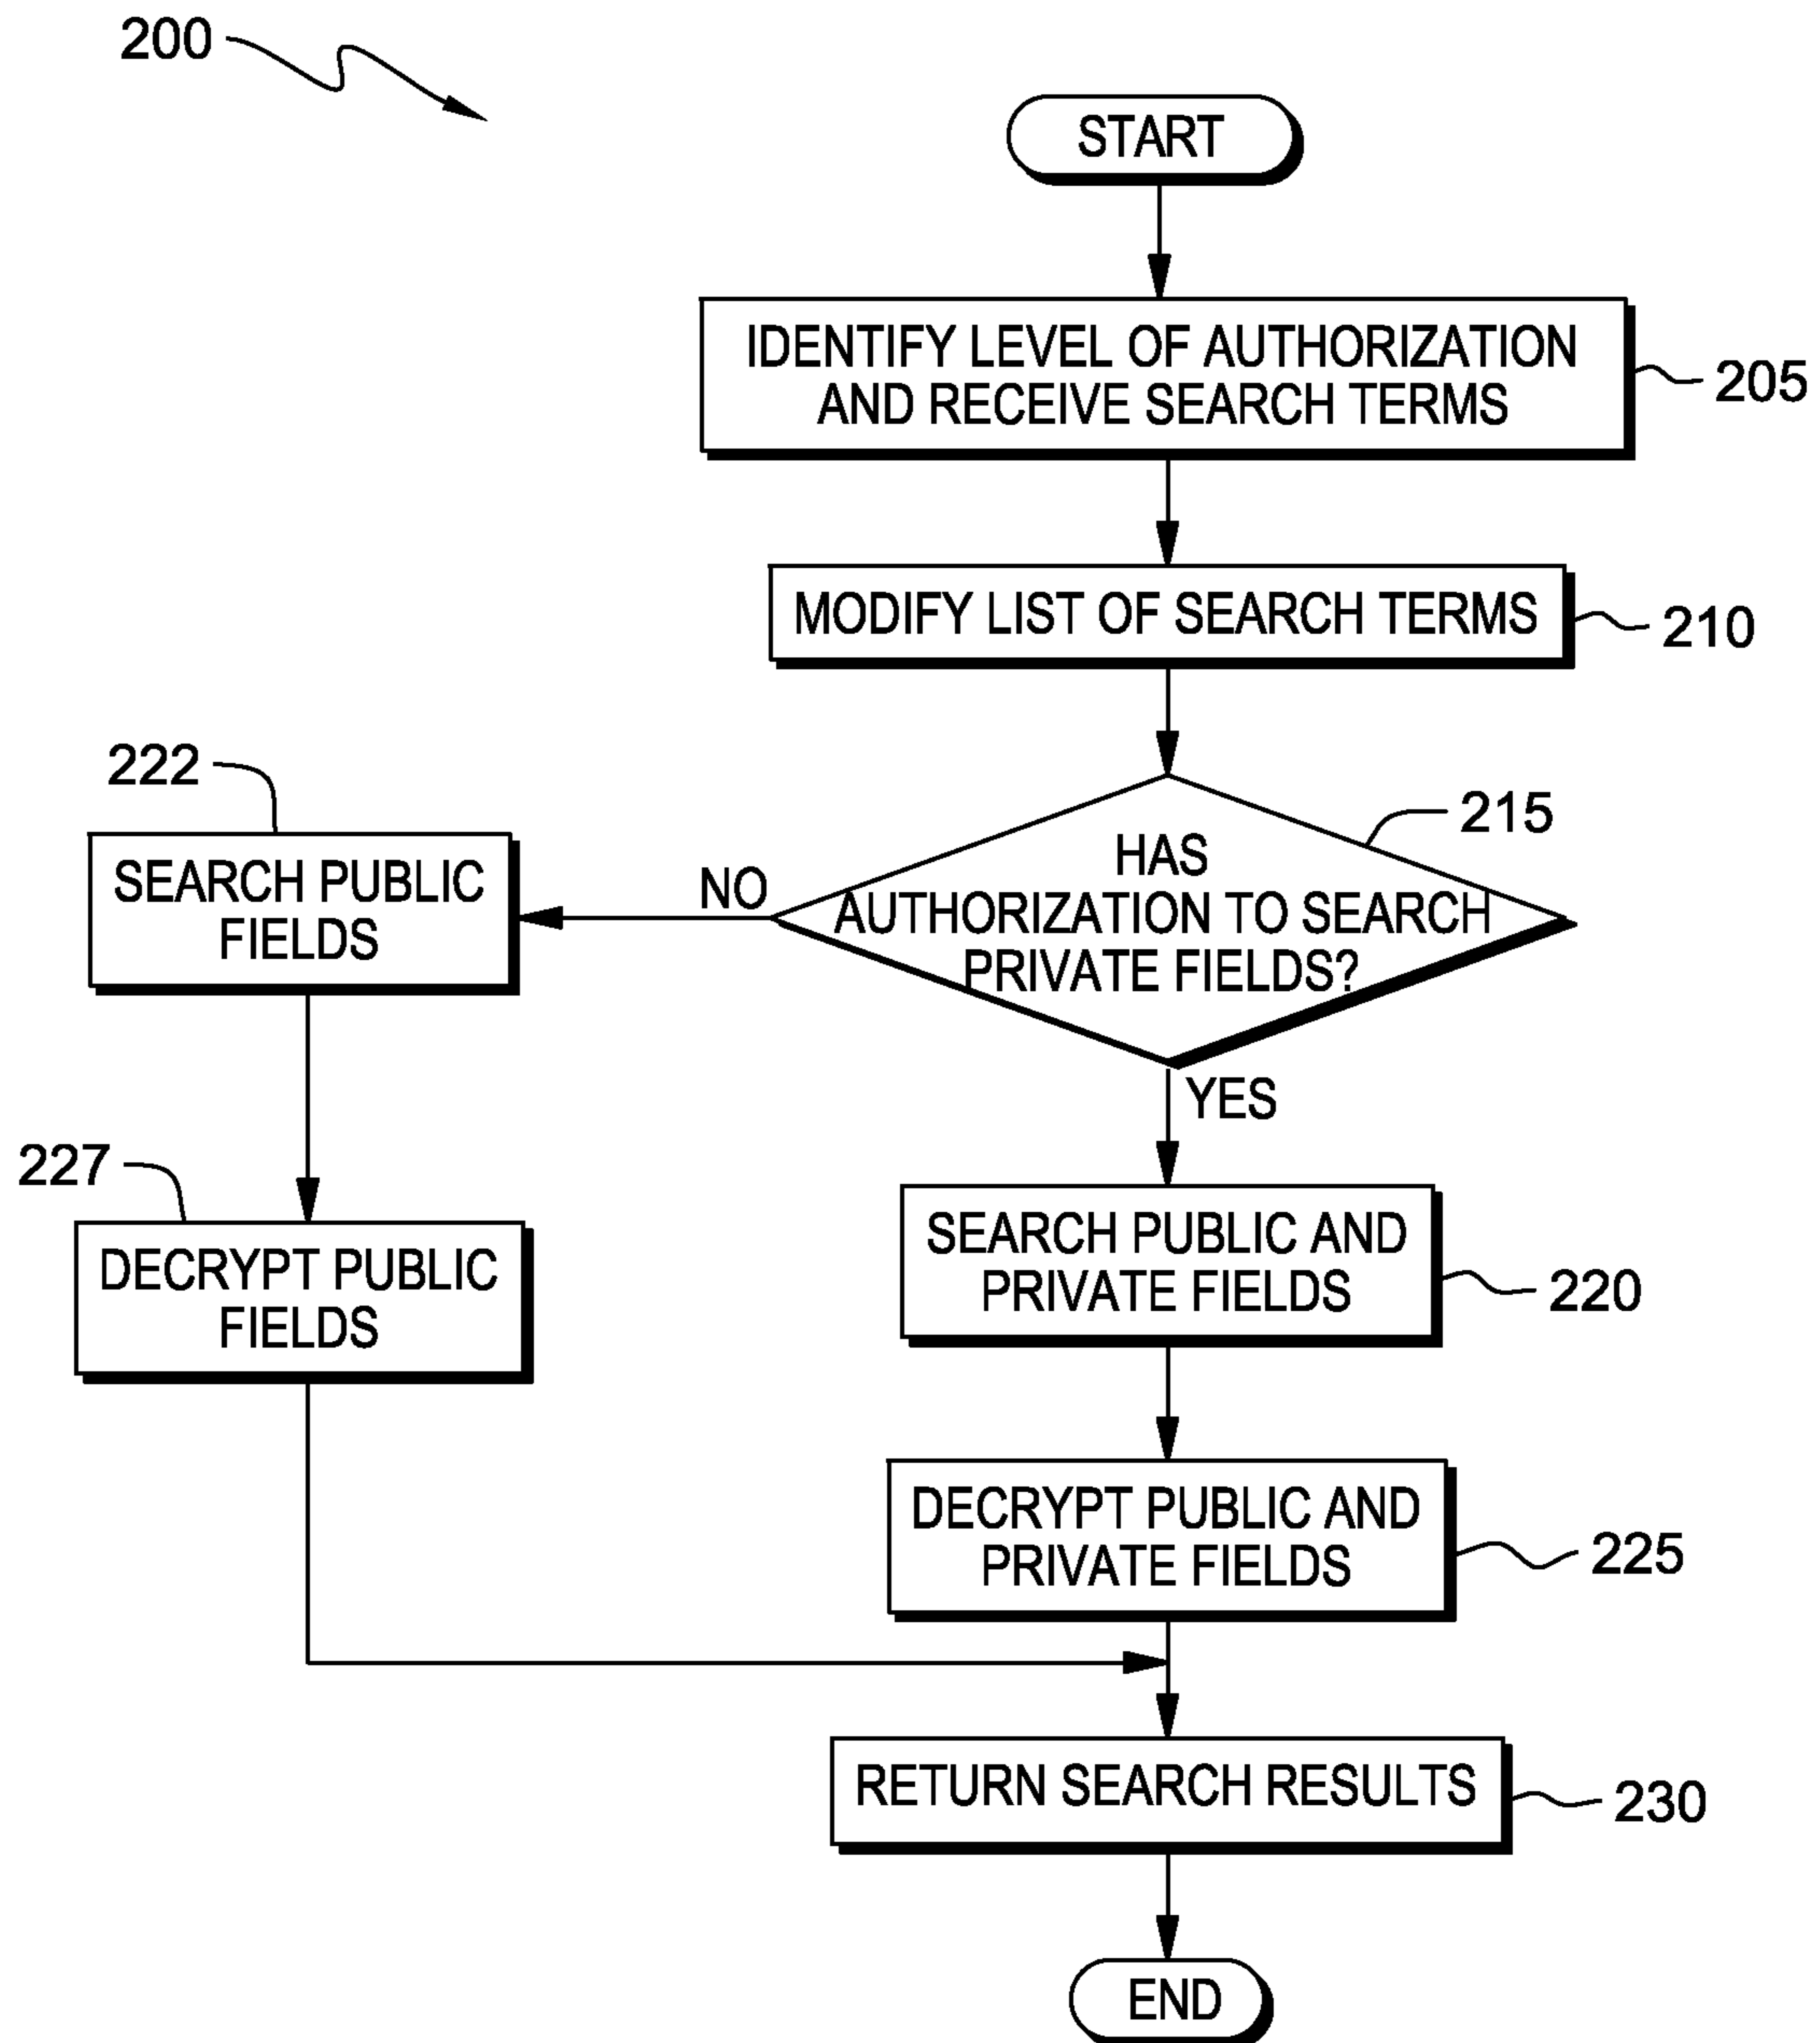 200
START
IDENTIFY LEVEL OF AUTHORIZATION
AND RECEIVE SEARCH TERMS
205
MODIFY LIST OF SEARCH TERMS
210
HAS
AUTHORIZATION TO SEARCH
PRIVATE FIELDS?
215
NO
222
SEARCH PUBLIC
FIELDS
YES
227
DECRYPT PUBLIC
FIELDS
SEARCH PUBLIC AND
PRIVATE FIELDS
220
DECRYPT PUBLIC AND
PRIVATE FIELDS
225
RETURN SEARCH RESULTS
230
END